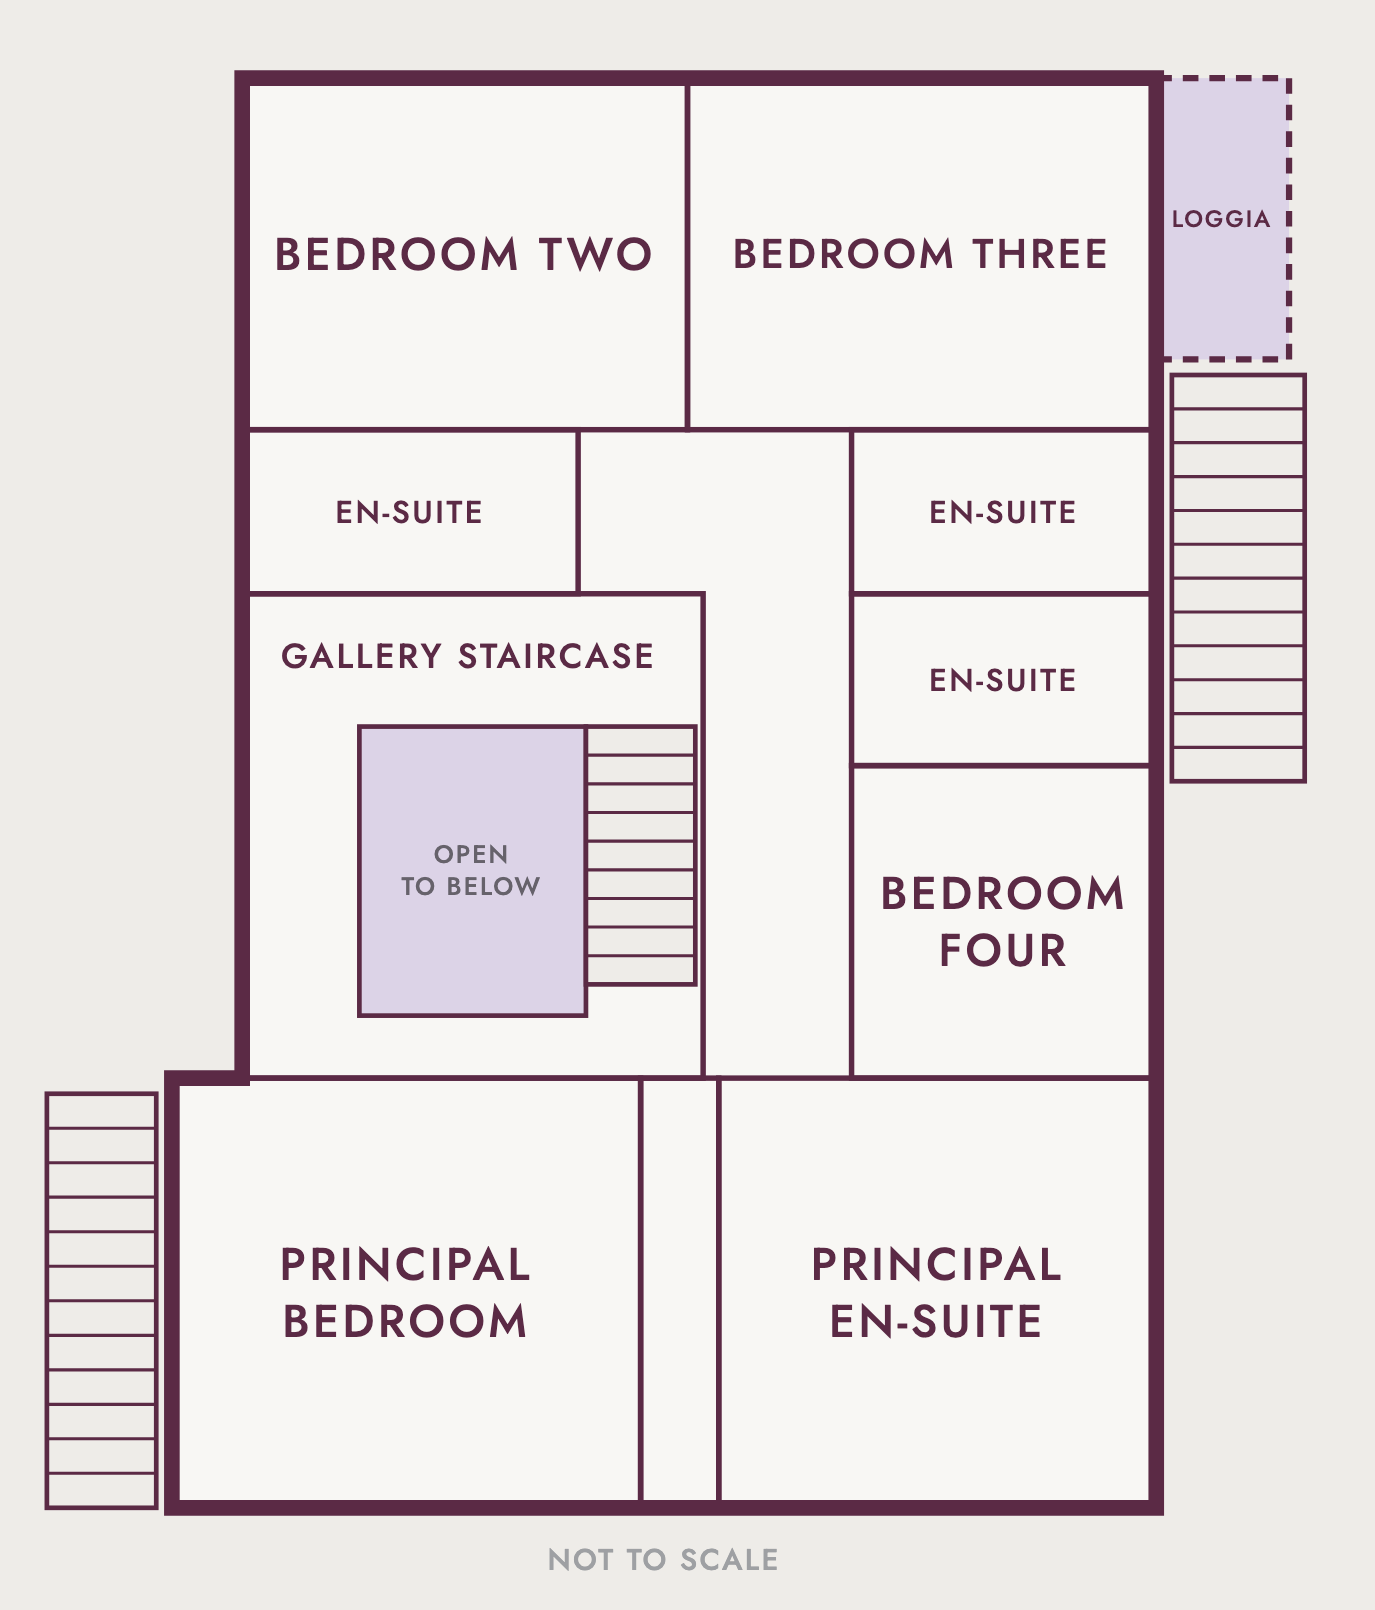 LOGGIA
BEDROOM TWO
BEDROOM THREE
EN-SUITE
EN-SUITE
GALLERY STAIRCASE
EN-SUITE
OPEN
TO BELOW
BEDROOM
FOUR
PRINCIPAL
BEDROOM
PRINCIPAL
EN-SUITE
NOT TO SCALE